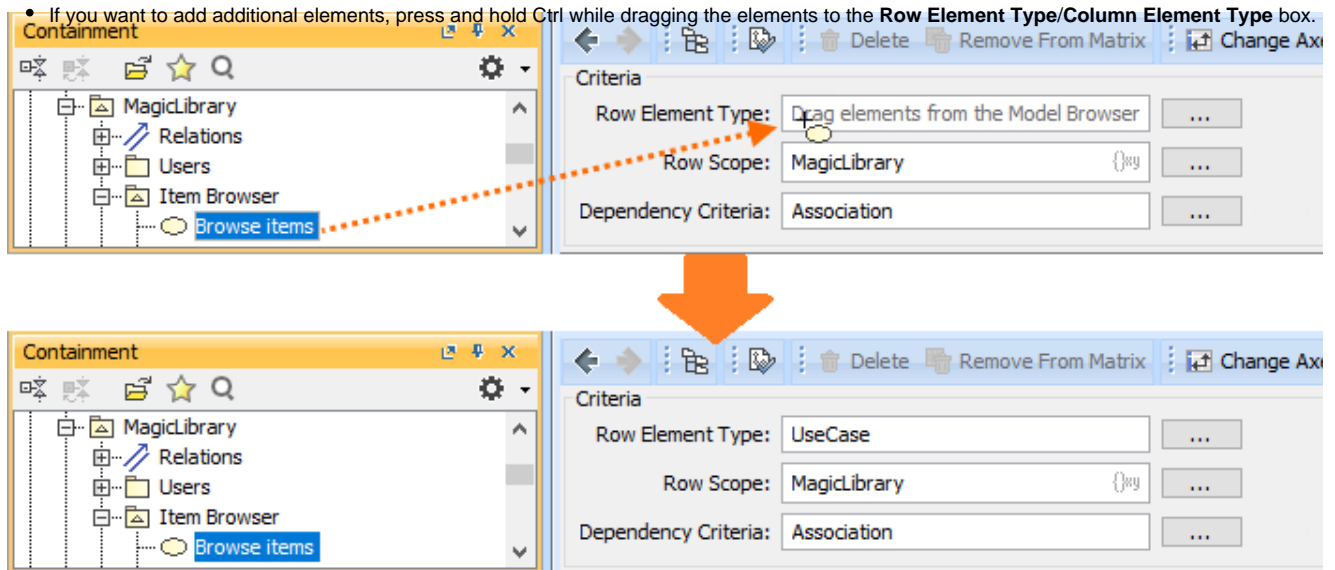 • If you want to add additional elements, press and hold Ctrl while dragging the elements to the Row Element Type/Column Element Type box.
Containment
Delete Remove From Matrix Change Axe
Criteria
MagicLibrary
Row Element Type: Drag elements from the Model Browser ...
Relations
Users
Row Scope: MagicLibrary {}xy ...
Item Browser
Dependency Criteria: Association ...
Browse items
Containment
Delete Remove From Matrix Change Axe
Criteria
MagicLibrary
Row Element Type: UseCase ...
Relations
Users
Row Scope: MagicLibrary {}xy ...
Item Browser
Dependency Criteria: Association ...
Browse items